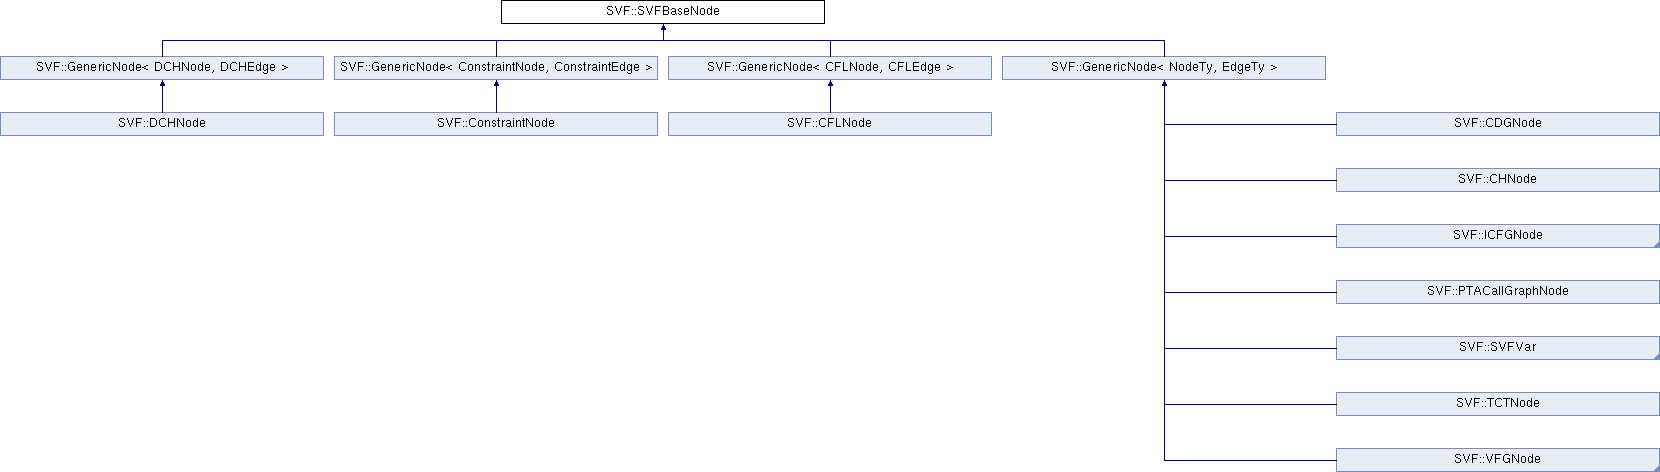 SVF::SVFBaseNode
SVF::GenericNode< DCHNode, DCHEdge >
SVF::GenericNode< ConstraintNode, ConstraintEdge >
SVF::GenericNode< CFLNode, CFLEdge >
SVF::GenericNode< NodeTy, EdgeTy >
SVF::DCHNode
SVF::ConstraintNode
SVF::CFLNode
SVF::CDGNode
SVF::CHNode
SVF::ICFGNode
SVF::PTACallGraphNode
SVF::SVFVar
SVF::TCTNode
SVF::VFGNode